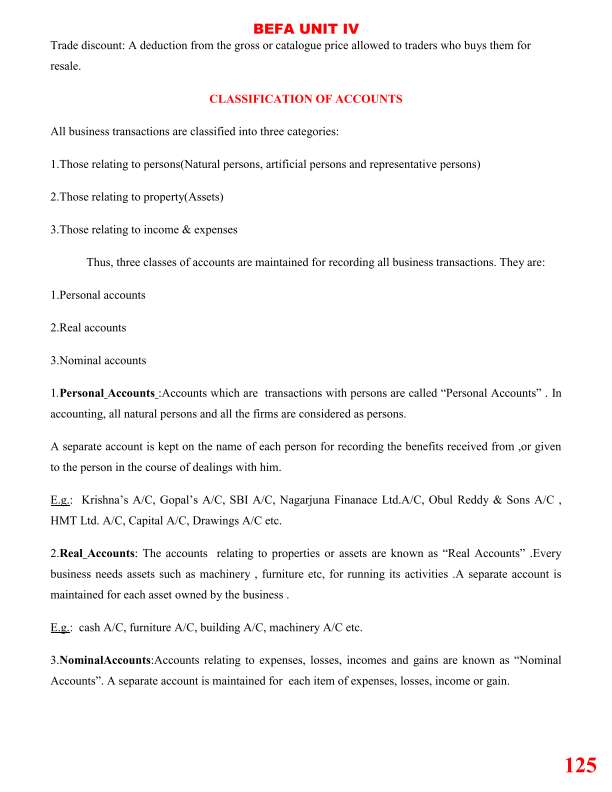 BEFA UNIT IV
Trade discount: A deduction from the gross or catalogue price allowed to traders who buys them for
resale.
CLASSIFICATION OF ACCOUNTS
All business transactions are classified into three categories:
1.Those relating to persons(Natural persons, artificial persons and representative persons)
2.Those relating to property(Assets)
3.Those relating to income & expenses
Thus, three classes of accounts are maintained for recording all business transactions. They are:
1.Personal accounts
2.Real accounts
3.Nominal accounts
1.Personal Accounts :Accounts which are  transactions with persons are called “Personal Accounts” . In
accounting, all natural persons and all the firms are considered as persons.
A separate account is kept on the name of each person for recording the benefits received from ,or given
to the person in the course of dealings with him.
E.g.:  Krishna’s A/C, Gopal’s A/C, SBI A/C, Nagarjuna Finanace Ltd.A/C, Obul Reddy & Sons A/C ,
HMT Ltd. A/C, Capital A/C, Drawings A/C etc.
2.Real Accounts: The accounts  relating to properties or assets are known as “Real Accounts” .Every
business needs assets such as machinery , furniture etc, for running its activities .A separate account is
maintained for each asset owned by the business .
E.g.:  cash A/C, furniture A/C, building A/C, machinery A/C etc.
3.NominalAccounts:Accounts relating to expenses, losses, incomes and gains are known as “Nominal
Accounts”. A separate account is maintained for  each item of expenses, losses, income or gain.
125